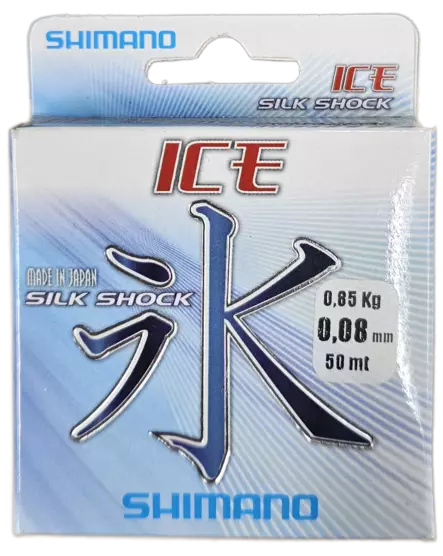 SHIMANO
ICE
SILK SHOCK
ICE
氷
MADE IN JAPAN
SILK SHOCK
0,85 Kg
0,08 mm
50 mt
SHIMANO